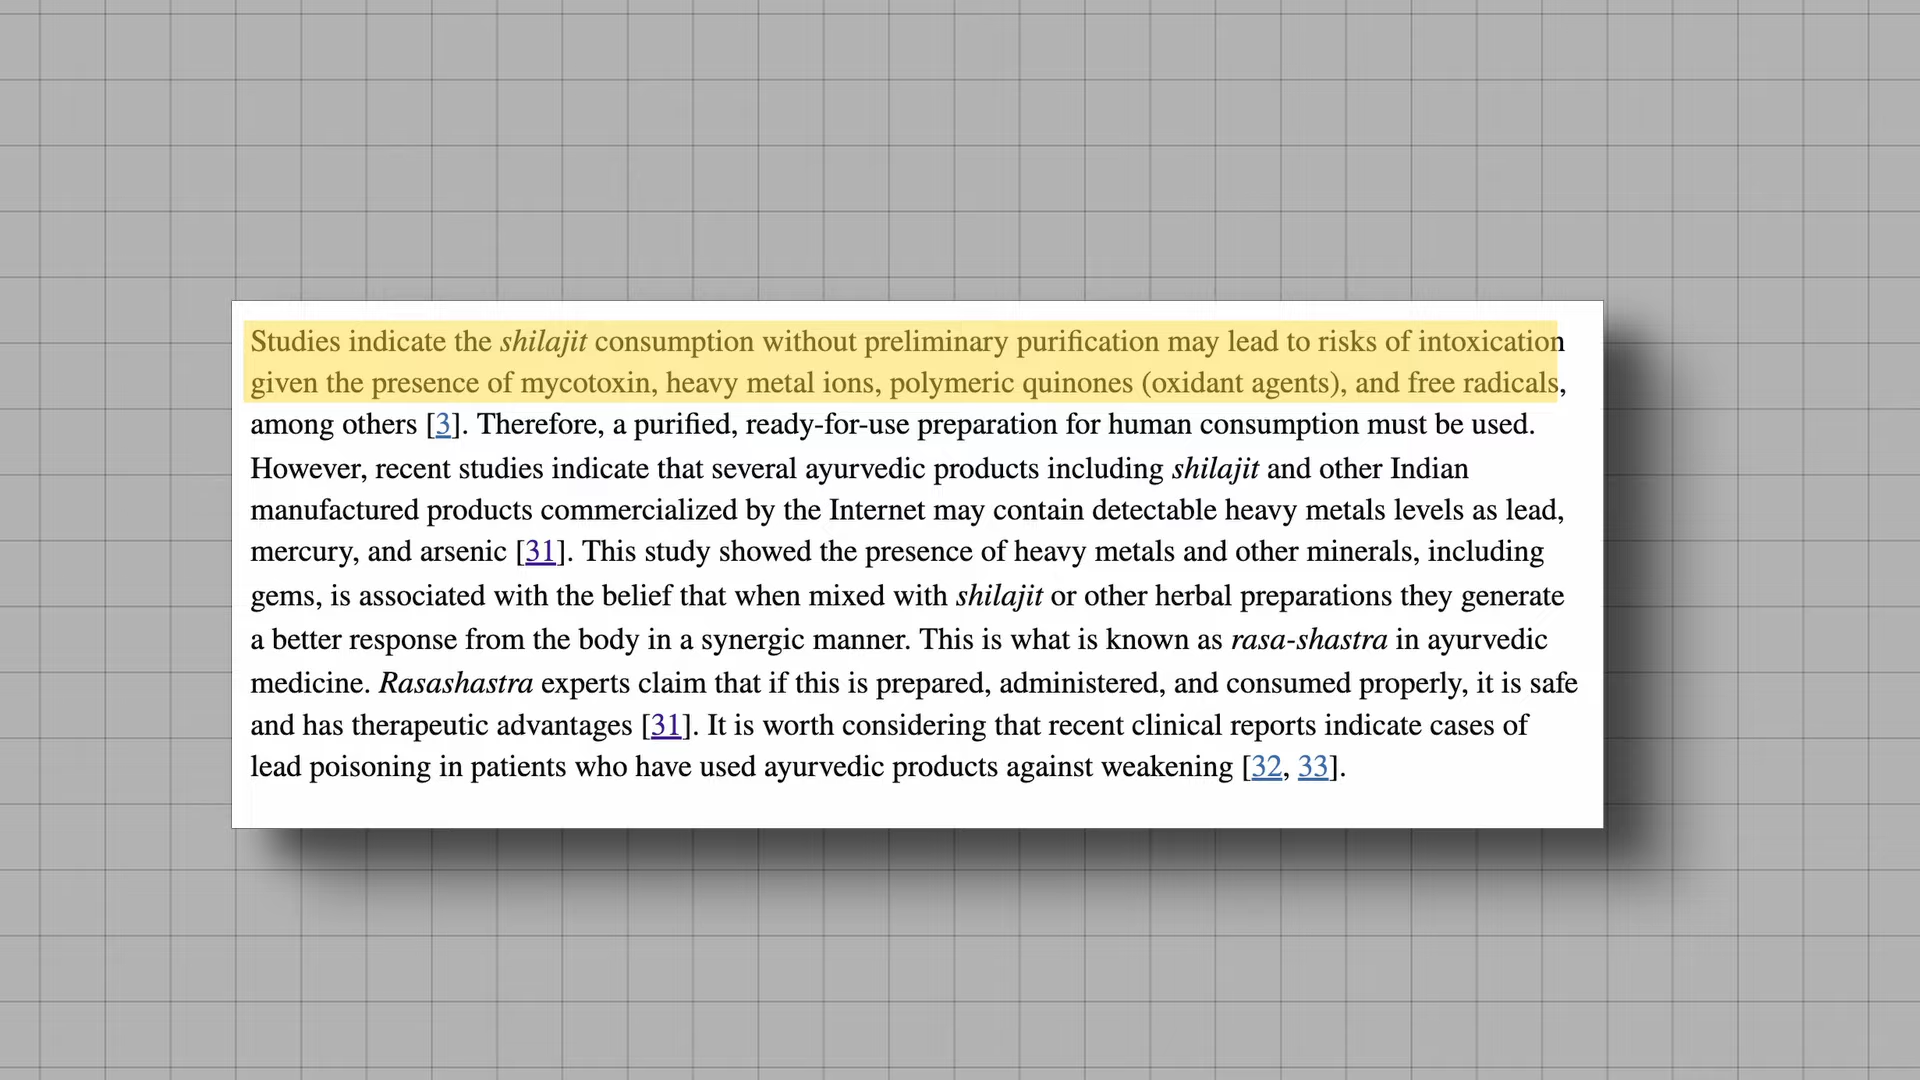 Studies indicate the shilajit consumption without preliminary purification may lead to risks of intoxication
given the presence of mycotoxin, heavy metal ions, polymeric quinones (oxidant agents), and free radicals,
among others [3]. Therefore, a purified, ready-for-use preparation for human consumption must be used.
However, recent studies indicate that several ayurvedic products including shilajit and other Indian
manufactured products commercialized by the Internet may contain detectable heavy metals levels as lead,
mercury, and arsenic [31]. This study showed the presence of heavy metals and other minerals, including
gems, is associated with the belief that when mixed with shilajit or other herbal preparations they generate
a better response from the body in a synergic manner. This is what is known as rasa-shastra in ayurvedic
medicine. Rasashastra experts claim that if this is prepared, administered, and consumed properly, it is safe
and has therapeutic advantages [31]. It is worth considering that recent clinical reports indicate cases of
lead poisoning in patients who have used ayurvedic products against weakening [32, 33].